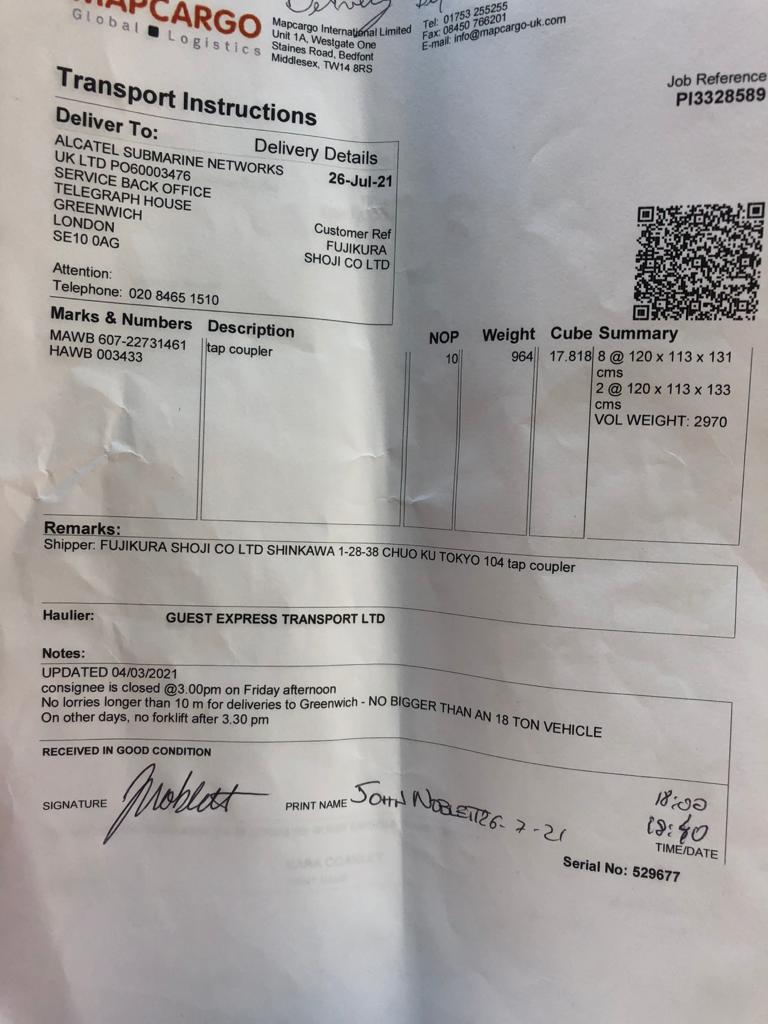 MAPCARGO
Global Logistics
Mapcargo International Limited
Unit 1A, Westgate One
Staines Road, Bedfont
Middlesex, TW14 8RS
Tel: 01753 255255
Fax: 08450 766201
E-mail: info@mapcargo-uk.com
Job Reference
PI3328589
Transport Instructions
Deliver To:
ALCATEL SUBMARINE NETWORKS
UK LTD PO60003476
SERVICE BACK OFFICE
TELEGRAPH HOUSE
GREENWICH
LONDON
SE10 0AG
Attention:
Telephone: 020 8465 1510
Delivery Details
26-Jul-21
Customer Ref
FUJIKURA
SHOJI CO LTD
Marks & Numbers Description NOP Weight Cube Summary
MAWB 607-22731461 tap coupler 10 964 17.818 8 @ 120 x 113 x 131
HAWB 003433
cms
2 @ 120 x 113 x 133
cms
VOL WEIGHT: 2970
Remarks:
Shipper: FUJIKURA SHOJI CO LTD SHINKAWA 1-28-38 CHUO KU TOKYO 104 tap coupler
Haulier: GUEST EXPRESS TRANSPORT LTD
Notes:
UPDATED 04/03/2021
consignee is closed @3.00pm on Friday afternoon
No lorries longer than 10 m for deliveries to Greenwich - NO BIGGER THAN AN 18 TON VEHICLE
On other days, no forklift after 3.30 pm
RECEIVED IN GOOD CONDITION
SIGNATURE JNoblett PRINT NAME JOHN NOBLETT 26-7-21
18:00
18:40
TIME/DATE
Serial No: 529677